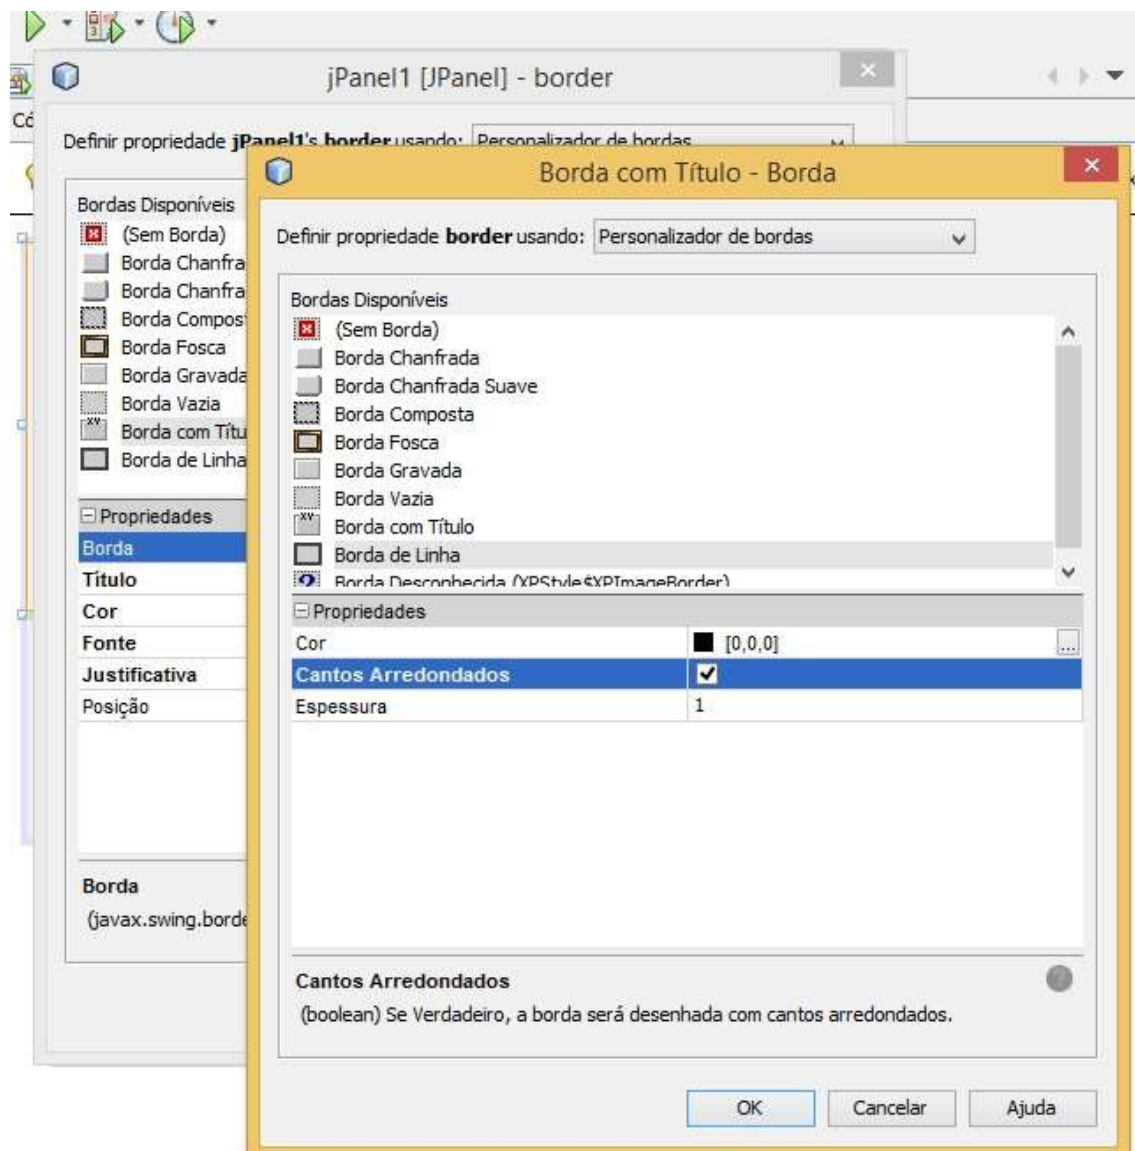 jPanel1 [JPanel] - border
Có
Definir propriedade jPanel1's border usando: Personalizador de bordas
Bordas Disponíveis
(Sem Borda)
Borda Chanfra
Borda Chanfra
Borda Compos
Borda Fosca
Borda Gravada
Borda Vazia
Borda com Títu
Borda de Linha
Propriedades
Borda
Título
Cor
Fonte
Justificativa
Posição
Borda
(javax.swing.borde
Borda com Título - Borda
Definir propriedade border usando: Personalizador de bordas
Bordas Disponíveis
(Sem Borda)
Borda Chanfrada
Borda Chanfrada Suave
Borda Composta
Borda Fosca
Borda Gravada
Borda Vazia
Borda com Título
Borda de Linha
Borda Desconhecida (XPStyle$XPImageBorder)
Propriedades
Cor [0,0,0] ...
Cantos Arredondados
Espessura 1
Cantos Arredondados
(boolean) Se Verdadeiro, a borda será desenhada com cantos arredondados.
OK Cancelar Ajuda